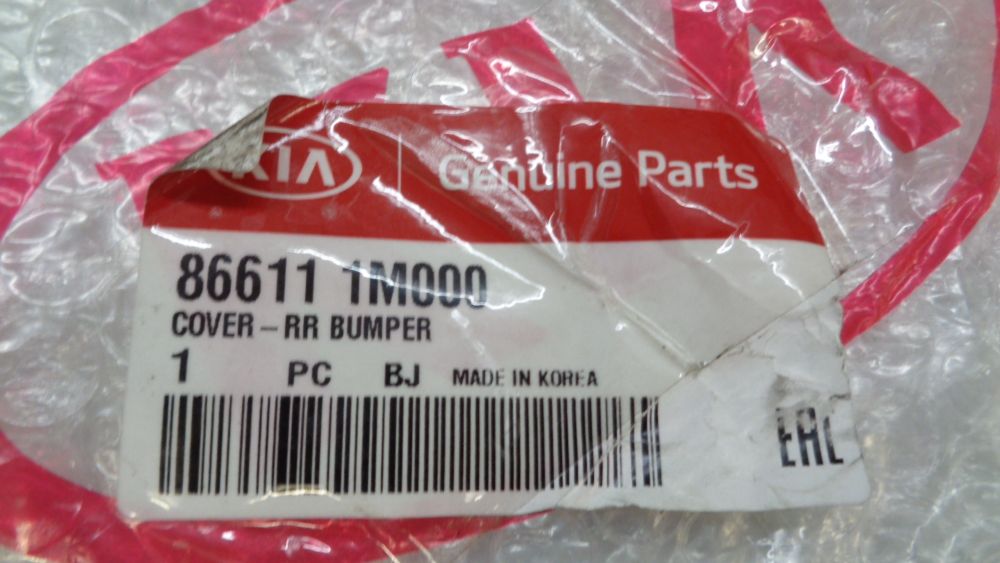 KIA Genuine Parts
86611 1M000
COVER – RR BUMPER
1 PC BJ MADE IN KOREA
EAC